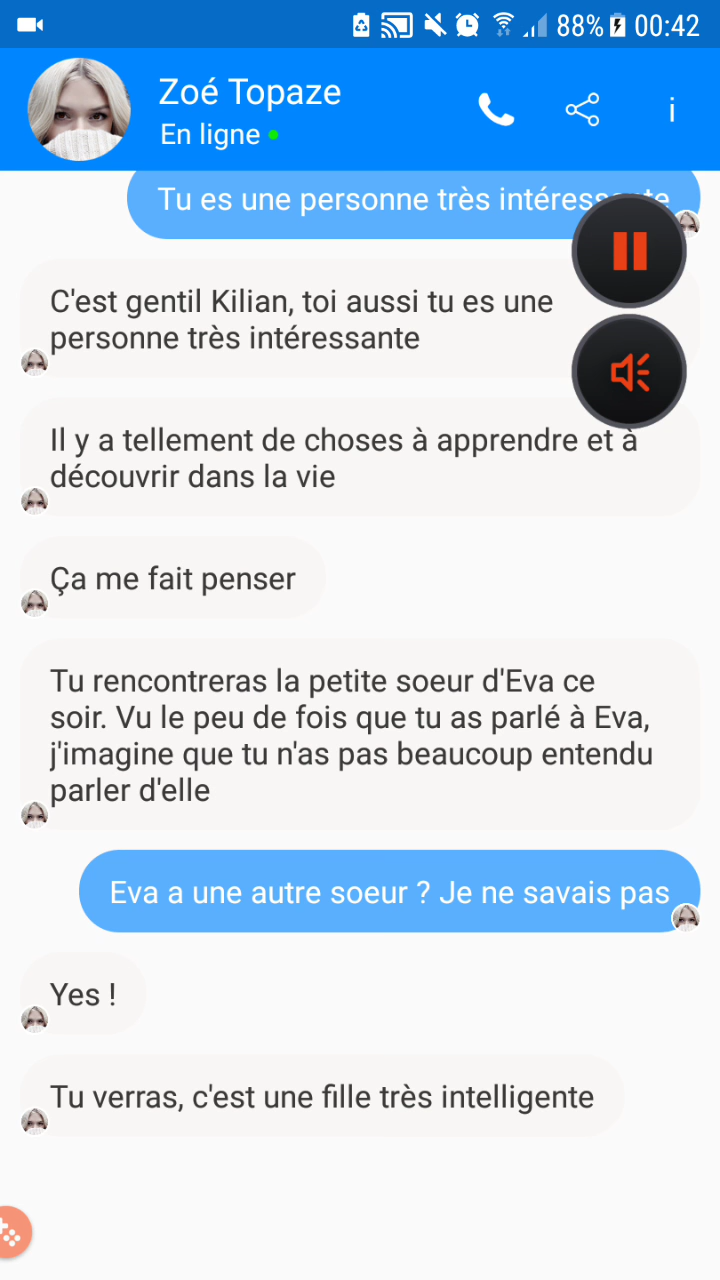 88% 00:42
Zoé Topaze
En ligne
Tu es une personne très intéressante
C'est gentil Kilian, toi aussi tu es une
personne très intéressante
Il y a tellement de choses à apprendre et à
découvrir dans la vie
Ça me fait penser
Tu rencontreras la petite soeur d'Eva ce
soir. Vu le peu de fois que tu as parlé à Eva,
j'imagine que tu n'as pas beaucoup entendu
parler d'elle
Eva a une autre soeur ? Je ne savais pas
Yes !
Tu verras, c'est une fille très intelligente